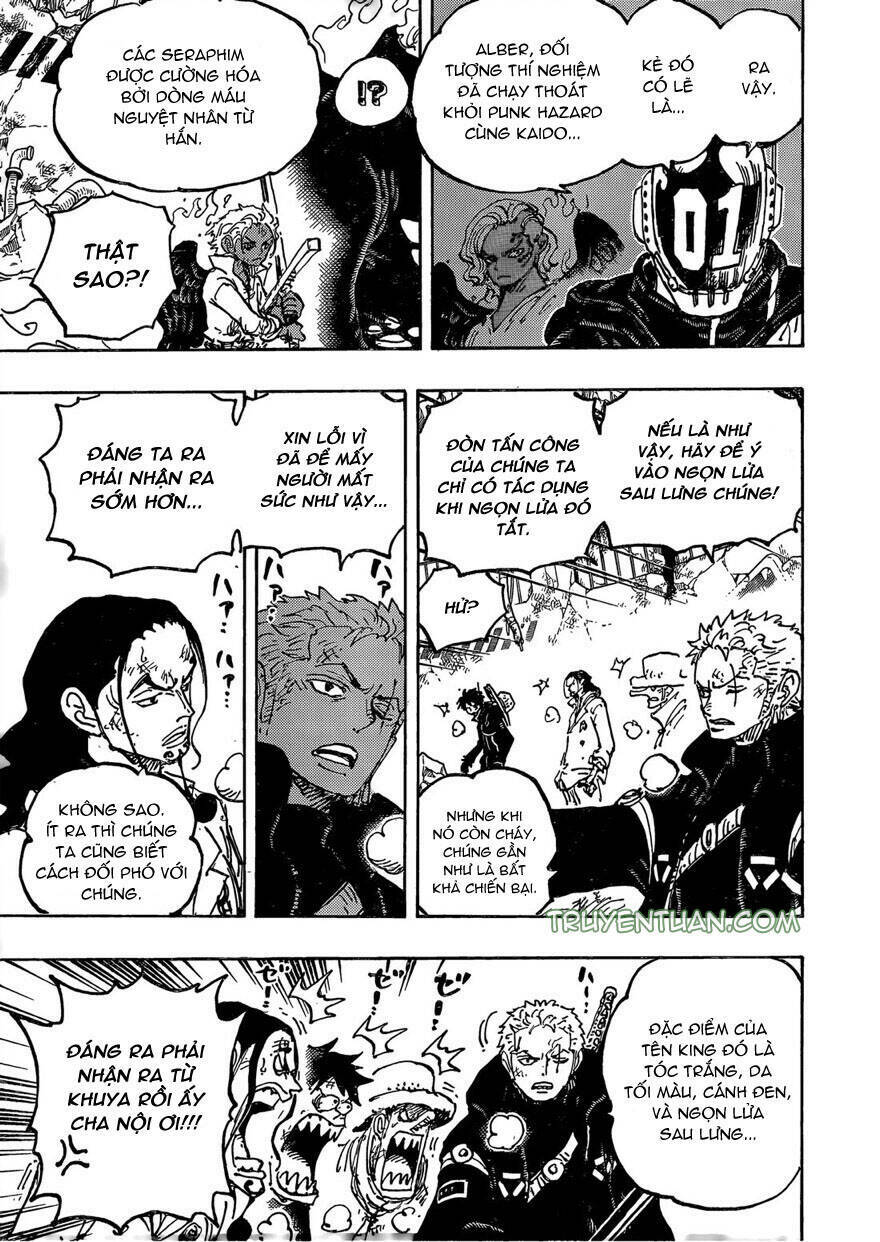 RA
VẬY.
KẺ ĐÓ
CÓ LẼ
LÀ...
ALBER, ĐỐI
TƯỢNG THÍ NGHIỆM
ĐÃ CHẠY THOÁT
KHỎI PUNK HAZARD
CÙNG KAIDO...
01
!?
CÁC SERAPHIM
ĐƯỢC CƯỜNG HÓA
BỞI DÒNG MÁU
NGUYỆT NHÂN TỪ
HẮN.
THẬT
SAO?!
NẾU LÀ NHƯ
VẬY, HÃY ĐỂ Ý
VÀO NGỌN LỬA
SAU LƯNG CHÚNG!
ĐÒN TẤN CÔNG
CỦA CHÚNG TA
CHỈ CÓ TÁC DỤNG
KHI NGỌN LỬA ĐÓ
TẮT.
HỬ?
NHƯNG KHI
NÓ CÒN CHÁY,
CHÚNG GẦN
NHƯ LÀ BẤT
KHẢ CHIẾN BẠI.
XIN LỖI VÌ
ĐÃ ĐỂ MẤY
NGƯỜI MẤT
SỨC NHƯ VẬY...
ĐÁNG TA RA
PHẢI NHẬN RA
SỚM HƠN...
ハァ
ハァ
ハァ
KHÔNG SAO.
ÍT RA THÌ CHÚNG
TA CŨNG BIẾT
CÁCH ĐỐI PHÓ VỚI
CHÚNG.
TRUYENTUAN.COM
ĐẶC ĐIỂM CỦA
TÊN KING ĐÓ LÀ
TÓC TRẮNG, DA
TỐI MÀU, CÁNH ĐEN,
VÀ NGỌN LỬA
SAU LƯNG...
ゼェ
ゼェ
ĐÁNG RA PHẢI
NHẬN RA TỪ
KHUYA RỒI ẤY
CHA NỘI ƠI!!!